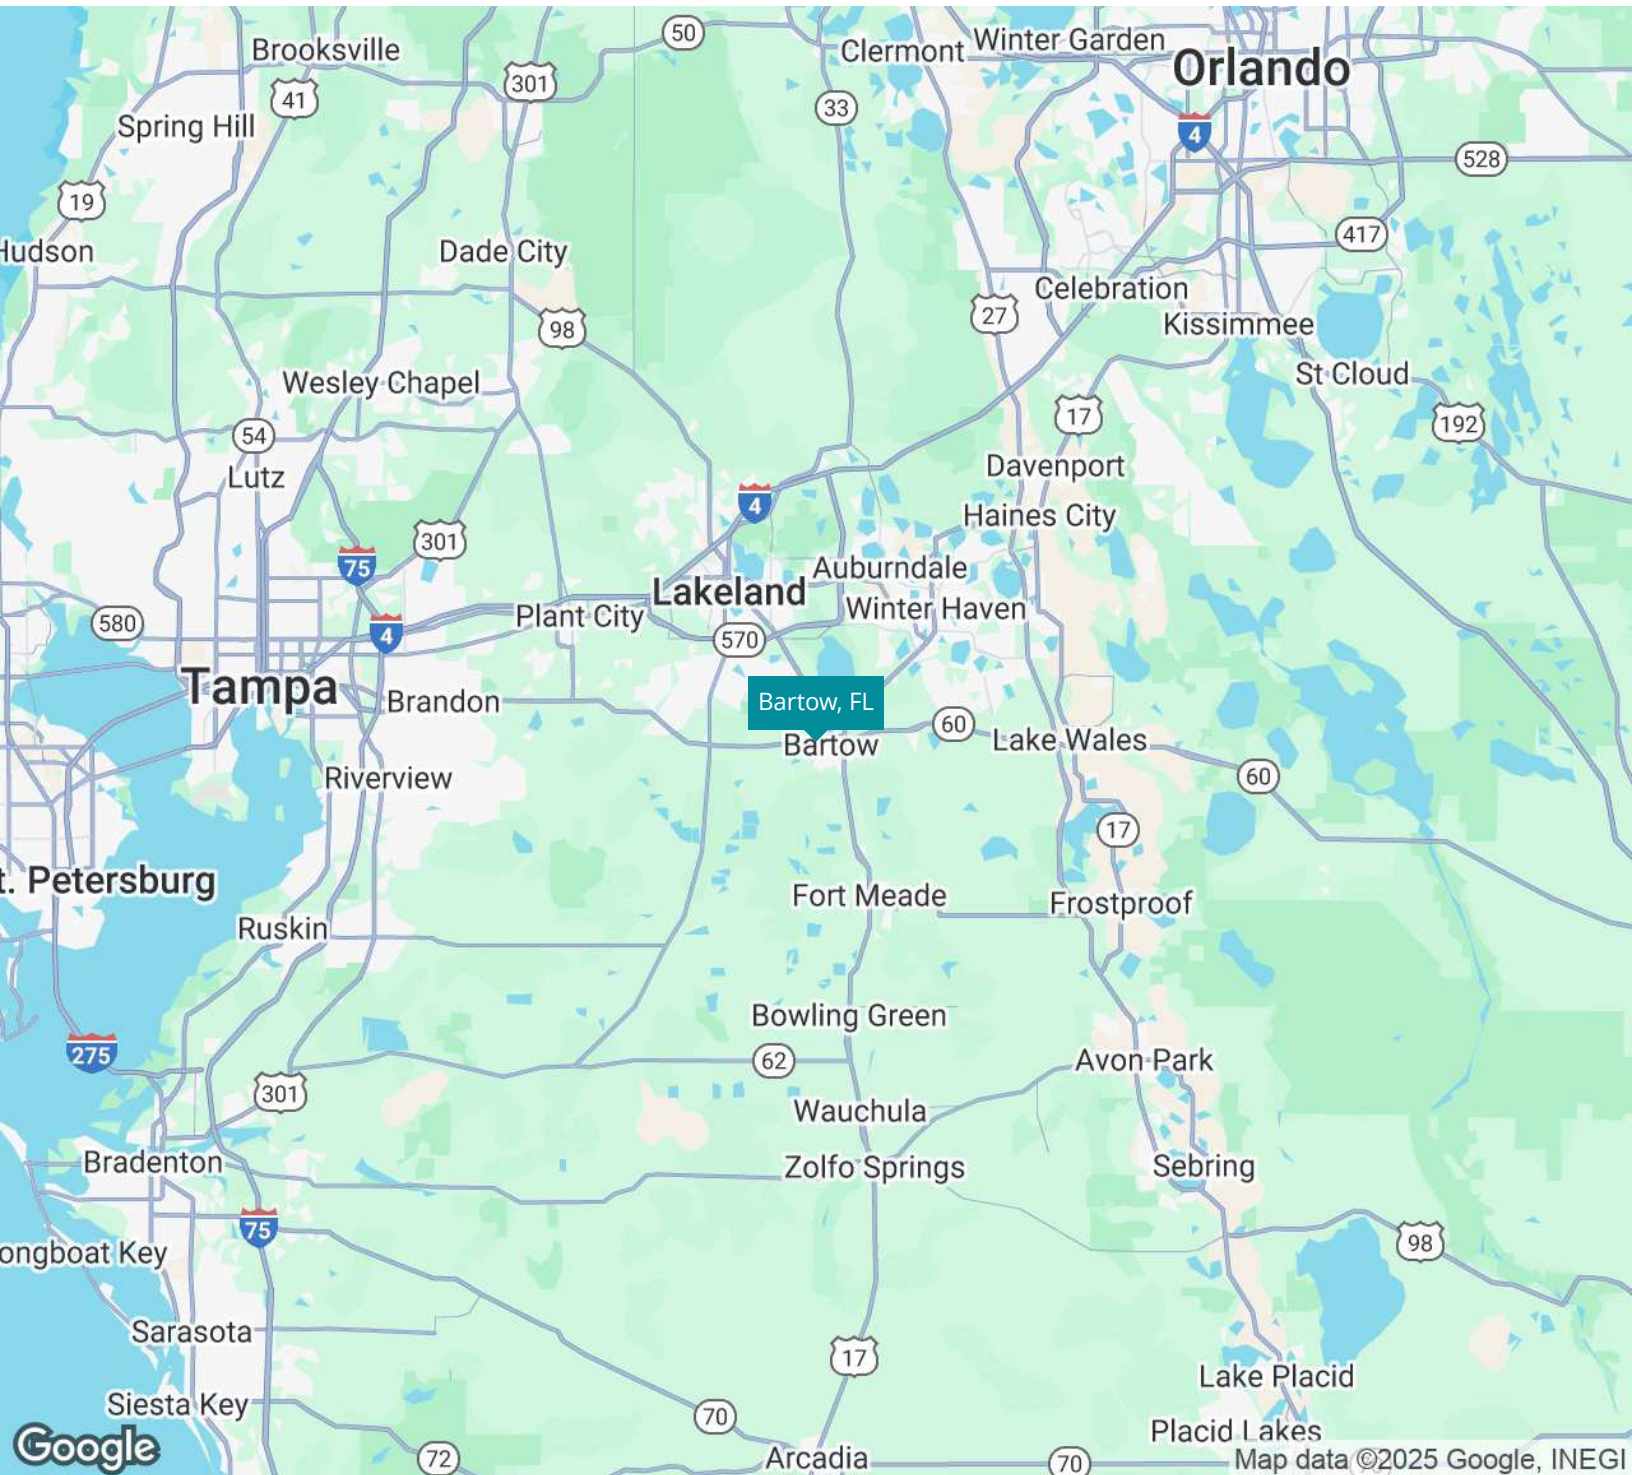 50
Brooksville
Clermont
Winter Garden
Orlando
301
41
33
Spring Hill
4
528
19
417
Hudson
Dade City
Celebration
27
98
Kissimmee
Wesley Chapel
St Cloud
17
192
54
Davenport
Lutz
4
Haines City
301
75
Auburndale
Lakeland
Winter Haven
Plant City
580
4
570
Tampa
Brandon
Bartow, FL
60
Bartow
Lake Wales
Riverview
60
17
t. Petersburg
Fort Meade
Frostproof
Ruskin
Bowling Green
275
62
Avon Park
301
Wauchula
Bradenton
Zolfo Springs
Sebring
75
98
ongboat Key
Sarasota
17
Lake Placid
Siesta Key
70
Placid Lakes
Google
72
Arcadia
70
Map data ©2025 Google, INEGI